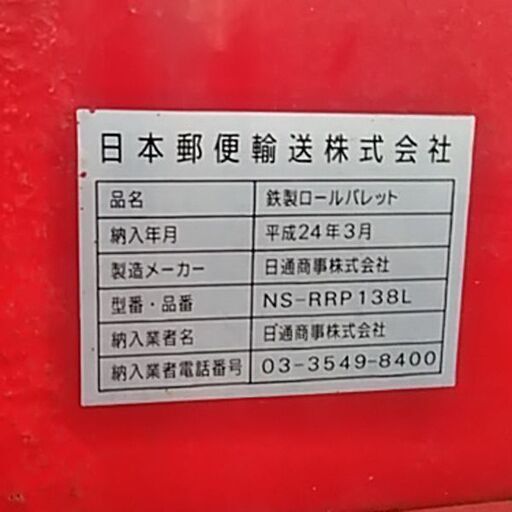 日本郵便輸送株式会社
品名 鉄製ロールパレット
納入年月 平成24年3月
製造メーカー 日通商事株式会社
型番・品番 NS-RRP138L
納入業者名 日通商事株式会社
納入業者電話番号 03-3549-8400